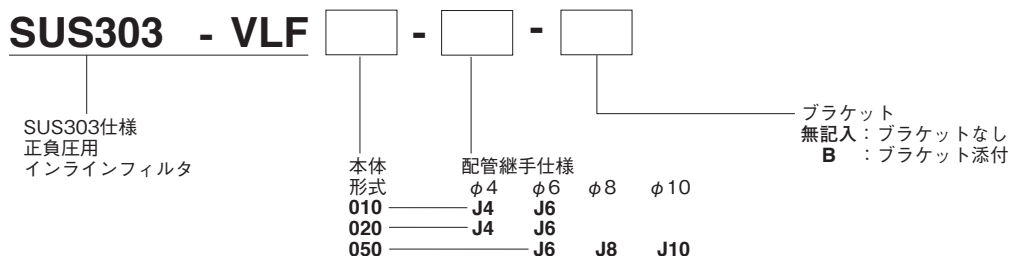 SUS303 - VLF - -
SUS303仕様
正負圧用
インラインフィルタ
本体
形式
010
020
050
配管継手仕様
φ4 φ6 φ8 φ10
J4 J6
J4 J6
J6 J8 J10
ブラケット
無記入：ブラケットなし
B ：ブラケット添付